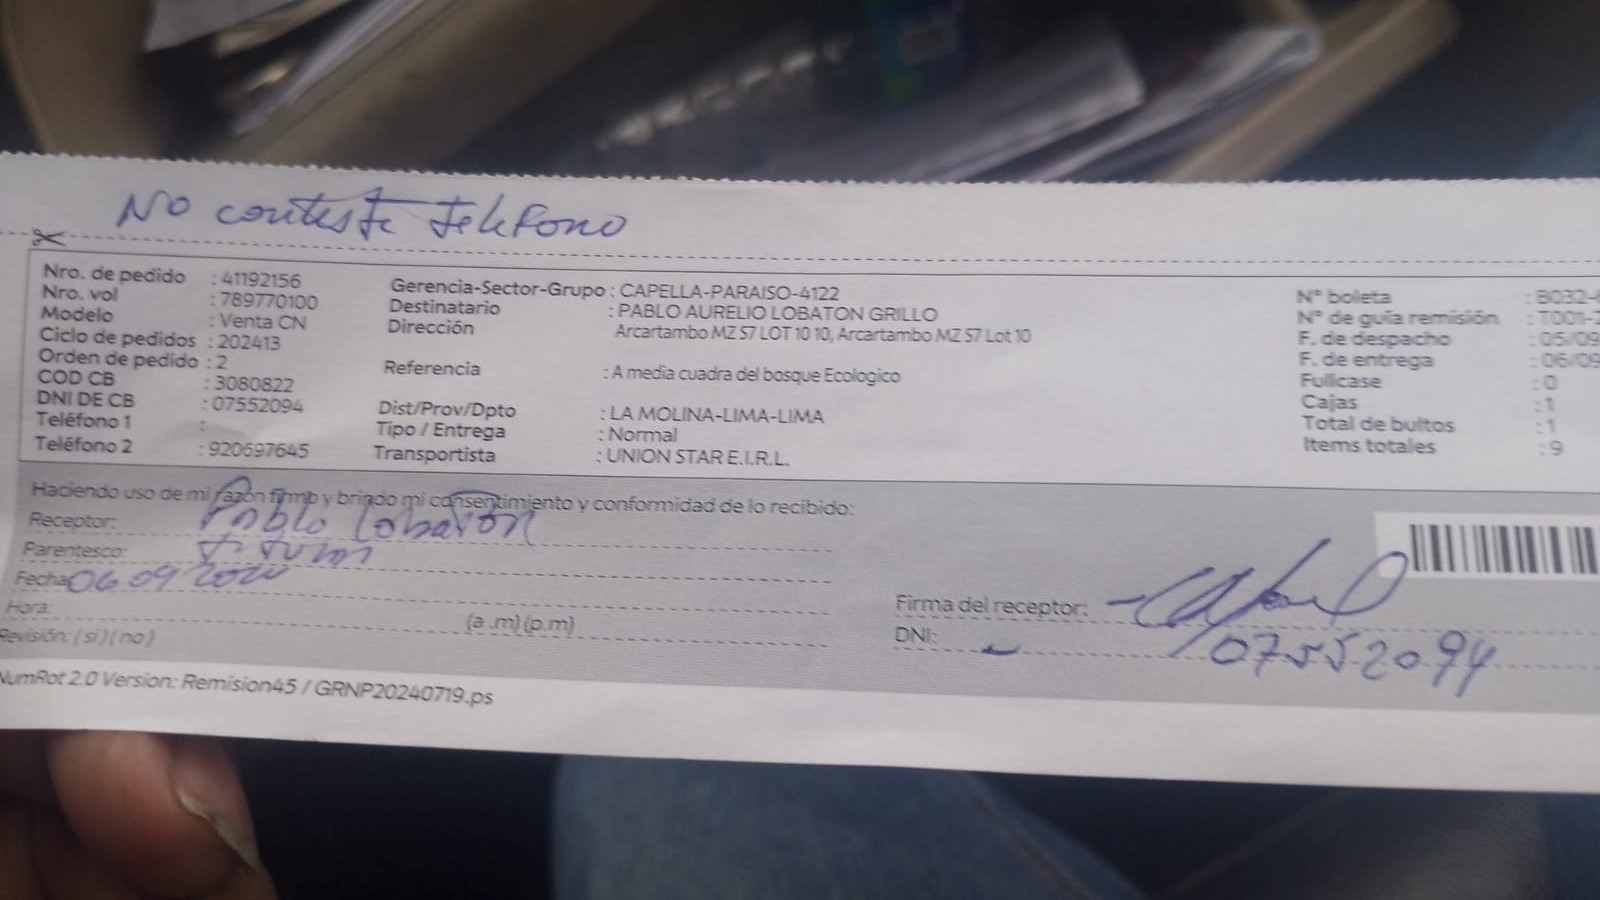 No contesta telefono
Nro. de pedido : 41192156
Nro. vol : 789770100
Modelo : Venta CN
Ciclo de pedidos : 202413
Orden de pedido : 2
COD CB : 3080822
DNI DE CB : 07552094
Teléfono 1 :
Teléfono 2 : 920697645
Gerencia-Sector-Grupo : CAPELLA-PARAISO-4122
Destinatario : PABLO AURELIO LOBATON GRILLO
Dirección Arcartambo MZ S7 LOT 10 10, Arcartambo MZ S7 Lot 10
Referencia : A media cuadra del bosque Ecologico
Dist/Prov/Dpto : LA MOLINA-LIMA-LIMA
Tipo / Entrega : Normal
Transportista : UNION STAR E.I.R.L.
N° boleta : B032-
N° de guía remisión : T001-2
F. de despacho : 05/09
F. de entrega : 06/09
Fullcase : 0
Cajas : 1
Total de bultos : 1
Items totales : 9
Haciendo uso de mi razón firmo y brindo mi consentimiento y conformidad de lo recibido:
Receptor: Pablo Lobaton
Parentesco:
Fecha 06 09
Hora: (a .m) (p.m)
Revisión: ( si ) ( no )
Firma del receptor:
DNI: 07552094
NumRot 2.0 Version: Remision45 / GRNP20240719.ps